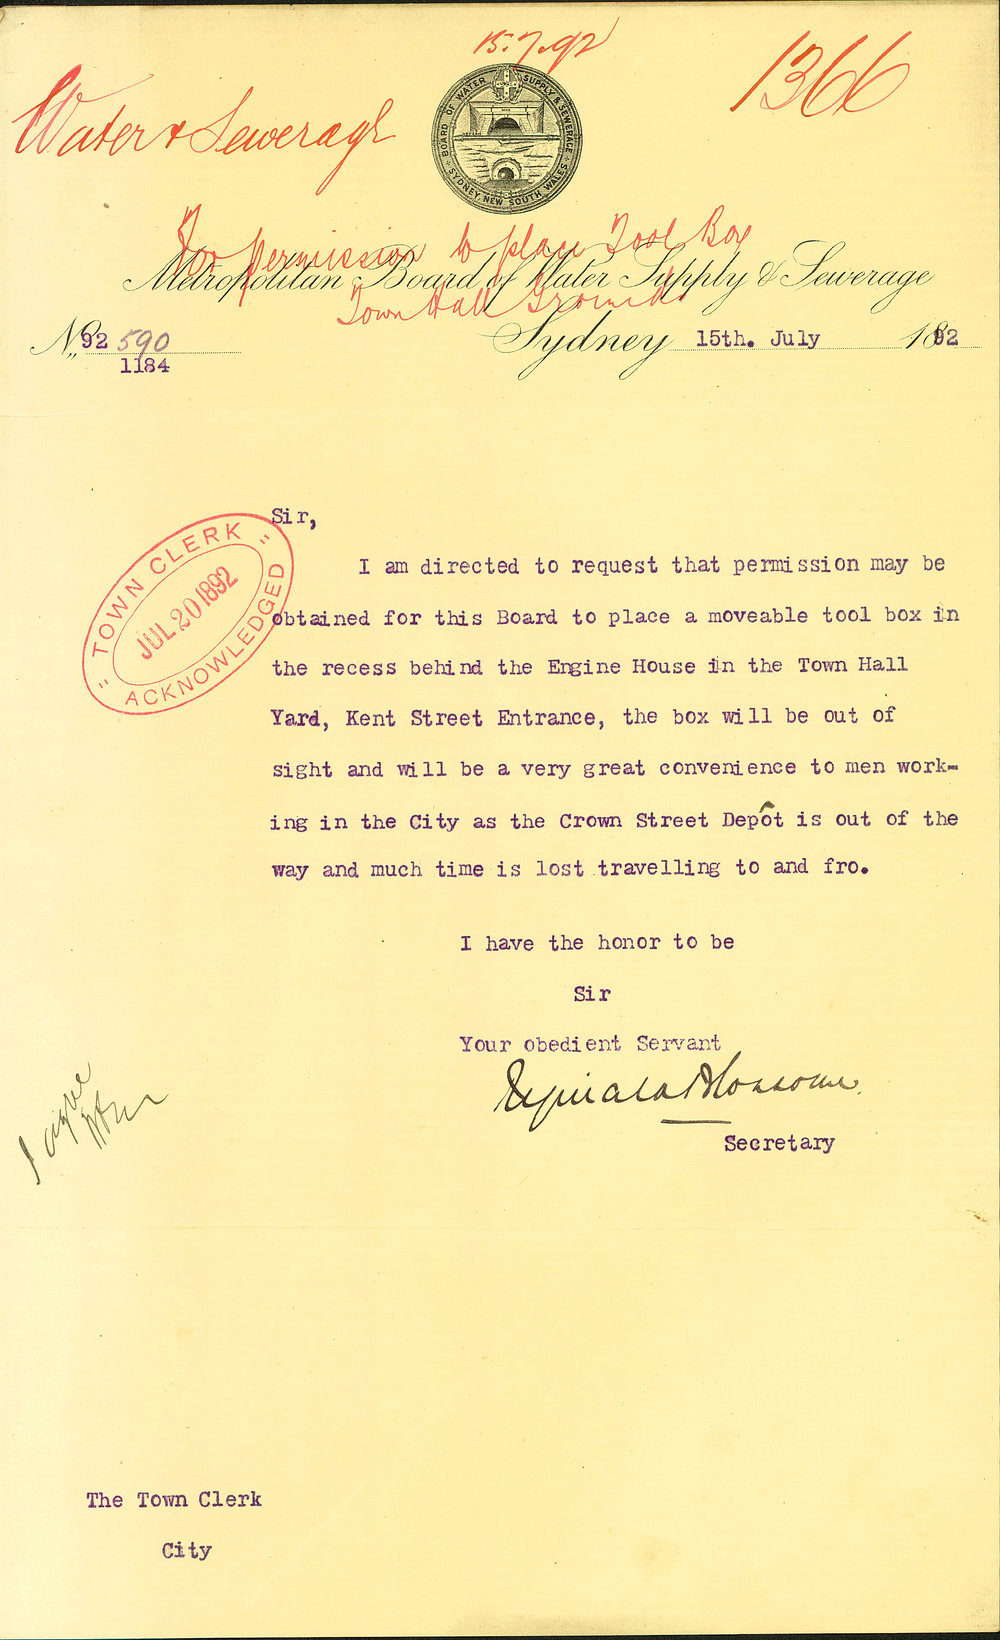 15.7.92
1366
Water & Sewerage
BOARD OF WATER SUPPLY & SEWERAGE
SYDNEY, NEW SOUTH WALES
For Permission to place Tool Box
Town Hall Grounds
Metropolitan Board of Water Supply & Sewerage
No. 92 590
1184
Sydney 15th. July 1892
TOWN CLERK
JUL 20 1892
ACKNOWLEDGED
Sir,
I am directed to request that permission may be
obtained for this Board to place a moveable tool box in
the recess behind the Engine House in the Town Hall
Yard, Kent Street Entrance, the box will be out of
sight and will be a very great convenience to men work-
ing in the City as the Crown Street Depôt is out of the
way and much time is lost travelling to and fro.
I have the honor to be
Sir
Your obedient Servant
Secretary
The Town Clerk
City